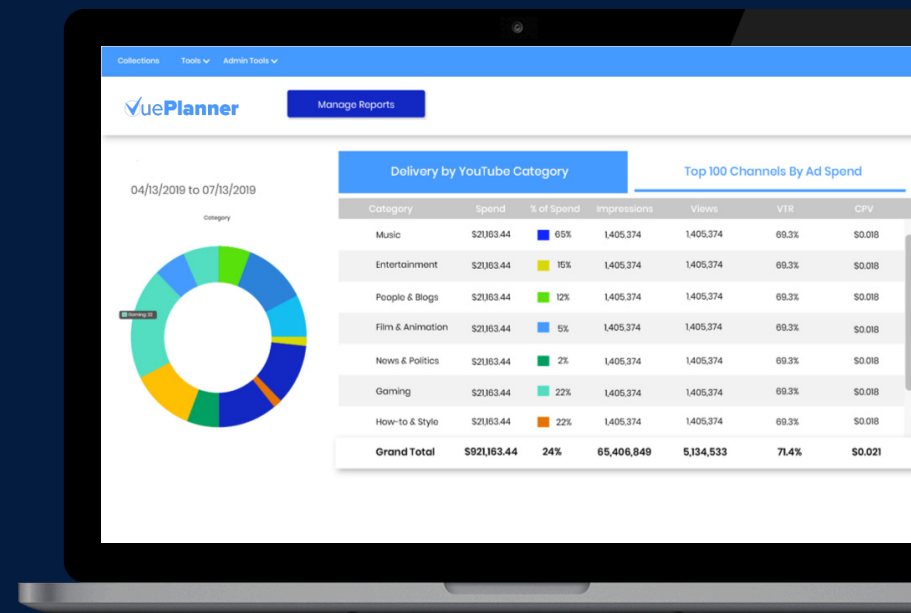 Collections Tools Admin Tools
VuePlanner
Manage Reports
Delivery by YouTube Category Top 100 Channels By Ad Spend
04/13/2019 to 07/13/2019
Category
Gaming 22
Category Spend % of Spend Impressions Views VTR CPV
Music $21,163.44 65% 1,405,374 1,405,374 69.3% $0.018
Entertainment $21,163.44 15% 1,405,374 1,405,374 69.3% $0.018
People & Blogs $21,163.44 12% 1,405,374 1,405,374 69.3% $0.018
Film & Animation $21,163.44 5% 1,405,374 1,405,374 69.3% $0.018
News & Politics $21,163.44 2% 1,405,374 1,405,374 69.3% $0.018
Gaming $21,163.44 22% 1,405,374 1,405,374 69.3% $0.018
How-to & Style $21,163.44 22% 1,405,374 1,405,374 69.3% $0.018
Grand Total $921,163.44 24% 65,406,849 5,134,533 71.4% $0.021